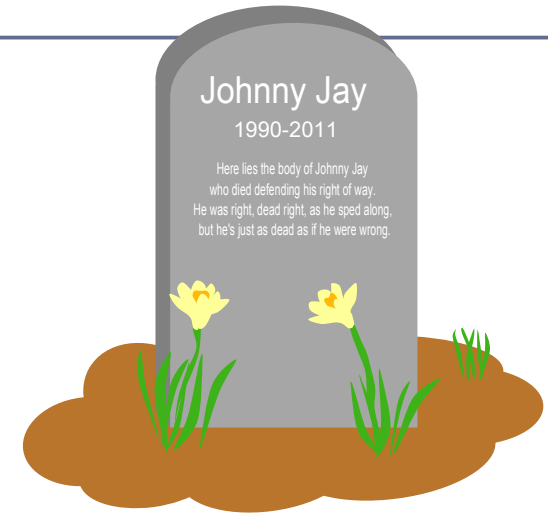 Johnny Jay
1990-2011
Here lies the body of Johnny Jay
who died defending his right of way.
He was right, dead right, as he sped along,
but he's just as dead as if he were wrong.